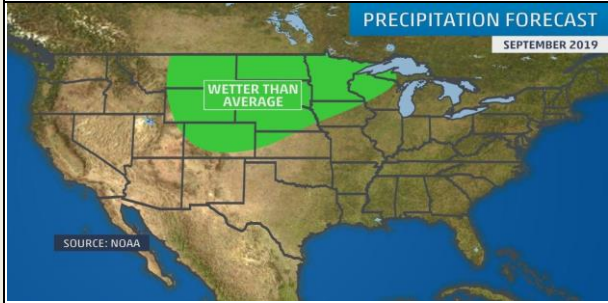 PRECIPITATION FORECAST
SEPTEMBER 2019
WETTER THAN
AVERAGE
SOURCE: NOAA